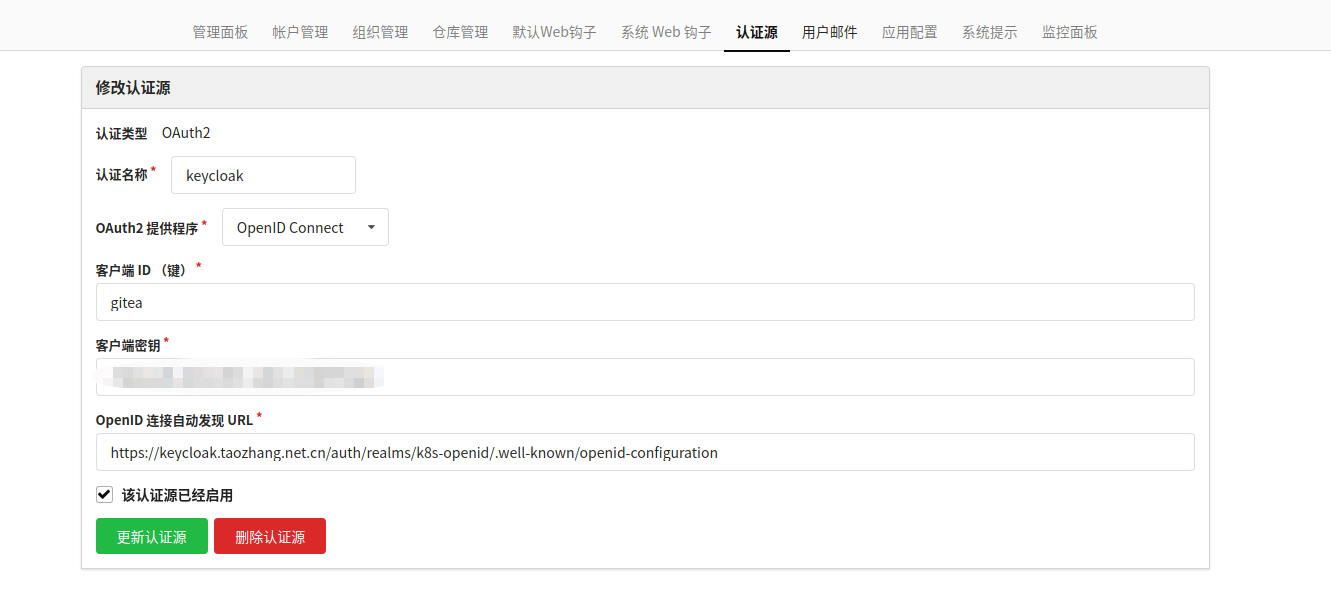 管理面板 帐户管理 组织管理 仓库管理 默认Web钩子 系统 Web 钩子 认证源 用户邮件 应用配置 系统提示 监控面板
修改认证源
认证类型 OAuth2
认证名称 * keycloak
OAuth2 提供程序 * OpenID Connect
客户端 ID （键） *
gitea
客户端密钥 *
OpenID 连接自动发现 URL *
https://keycloak.taozhang.net.cn/auth/realms/k8s-openid/.well-known/openid-configuration
该认证源已经启用
更新认证源 删除认证源